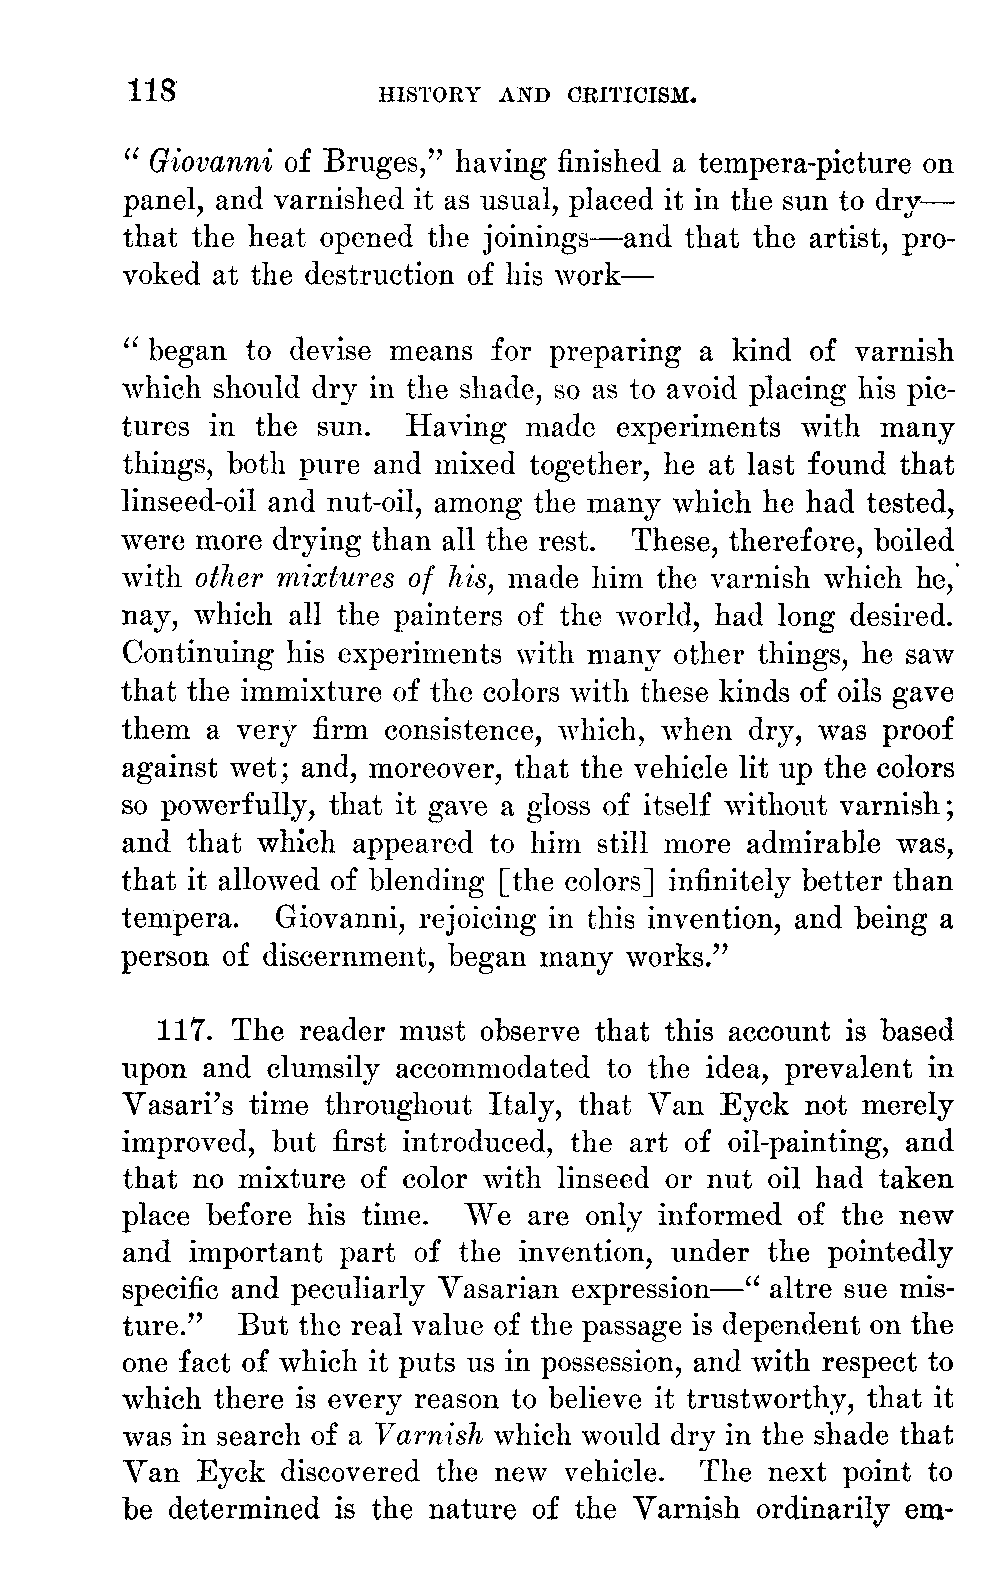 118 HISTORY AND CRITICISM.
“ Giovanni of Bruges,” having finished a tempera-picture on
panel, and varnished it as usual, placed it in the sun to dry—
that the heat opened the joinings—and that the artist, pro-
voked at the destruction of his work—
“ began to devise means for preparing a kind of varnish
which should dry in the shade, so as to avoid placing his pic-
tures in the sun. Having made experiments with many
things, both pure and mixed together, he at last found that
linseed-oil and nut-oil, among the many which he had tested,
were more drying than all the rest. These, therefore, boiled
with other mixtures of his, made him the varnish which he,
nay, which all the painters of the world, had long desired.
Continuing his experiments with many other things, he saw
that the immixture of the colors with these kinds of oils gave
them a very firm consistence, which, when dry, was proof
against wet; and, moreover, that the vehicle lit up the colors
so powerfully, that it gave a gloss of itself without varnish;
and that which appeared to him still more admirable was,
that it allowed of blending [the colors] infinitely better than
tempera. Giovanni, rejoicing in this invention, and being a
person of discernment, began many works.”
117. The reader must observe that this account is based
upon and clumsily accommodated to the idea, prevalent in
Vasari’s time throughout Italy, that Van Eyck not merely
improved, but first introduced, the art of oil-painting, and
that no mixture of color with linseed or nut oil had taken
place before his time. We are only informed of the new
and important part of the invention, under the pointedly
specific and peculiarly Vasarian expression—“ altre sue mis-
ture.” But the real value of the passage is dependent on the
one fact of which it puts us in possession, and with respect to
which there is every reason to believe it trustworthy, that it
was in search of a Varnish which would dry in the shade that
Van Eyck discovered the new vehicle. The next point to
be determined is the nature of the Varnish ordinarily em-